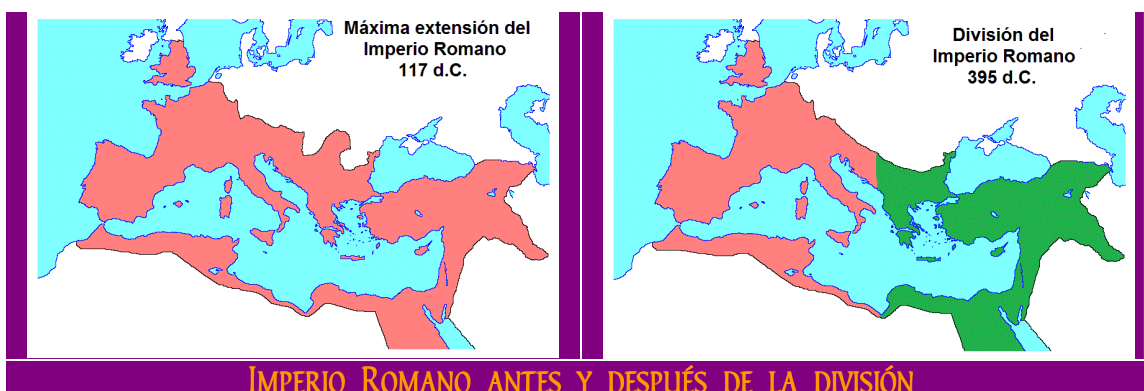 Máxima extensión del
Imperio Romano
117 d.C.
División del
Imperio Romano
395 d.C.
IMPERIO ROMANO ANTES Y DESPUÉS DE LA DIVISIÓN